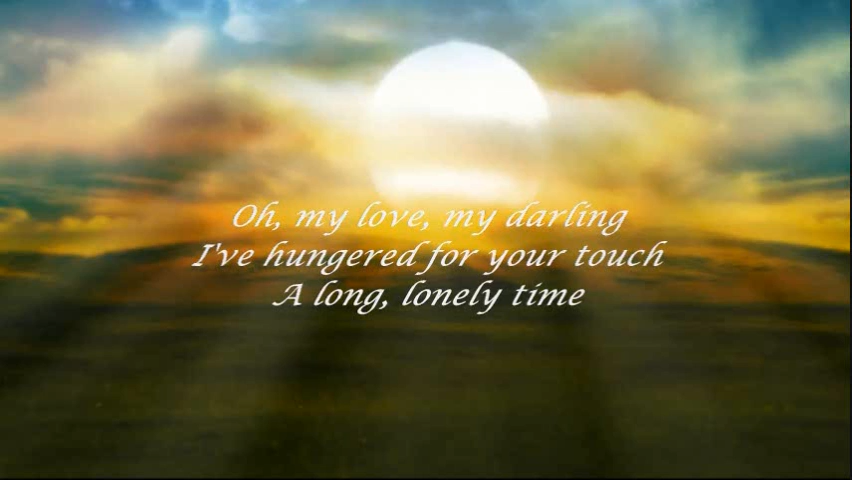 Oh, my love, my darling
I've hungered for your touch
A long, lonely time